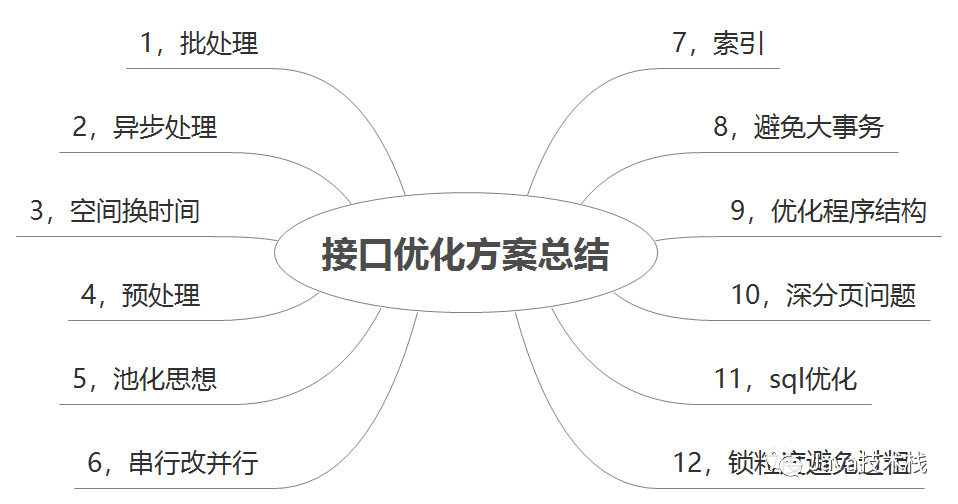 1，批处理
2，异步处理
3，空间换时间
4，预处理
5，池化思想
6，串行改并行
接口优化方案总结
7，索引
8，避免大事务
9，优化程序结构
10，深分页问题
11，sql优化
12，锁粒度避免过粗
Java技术栈